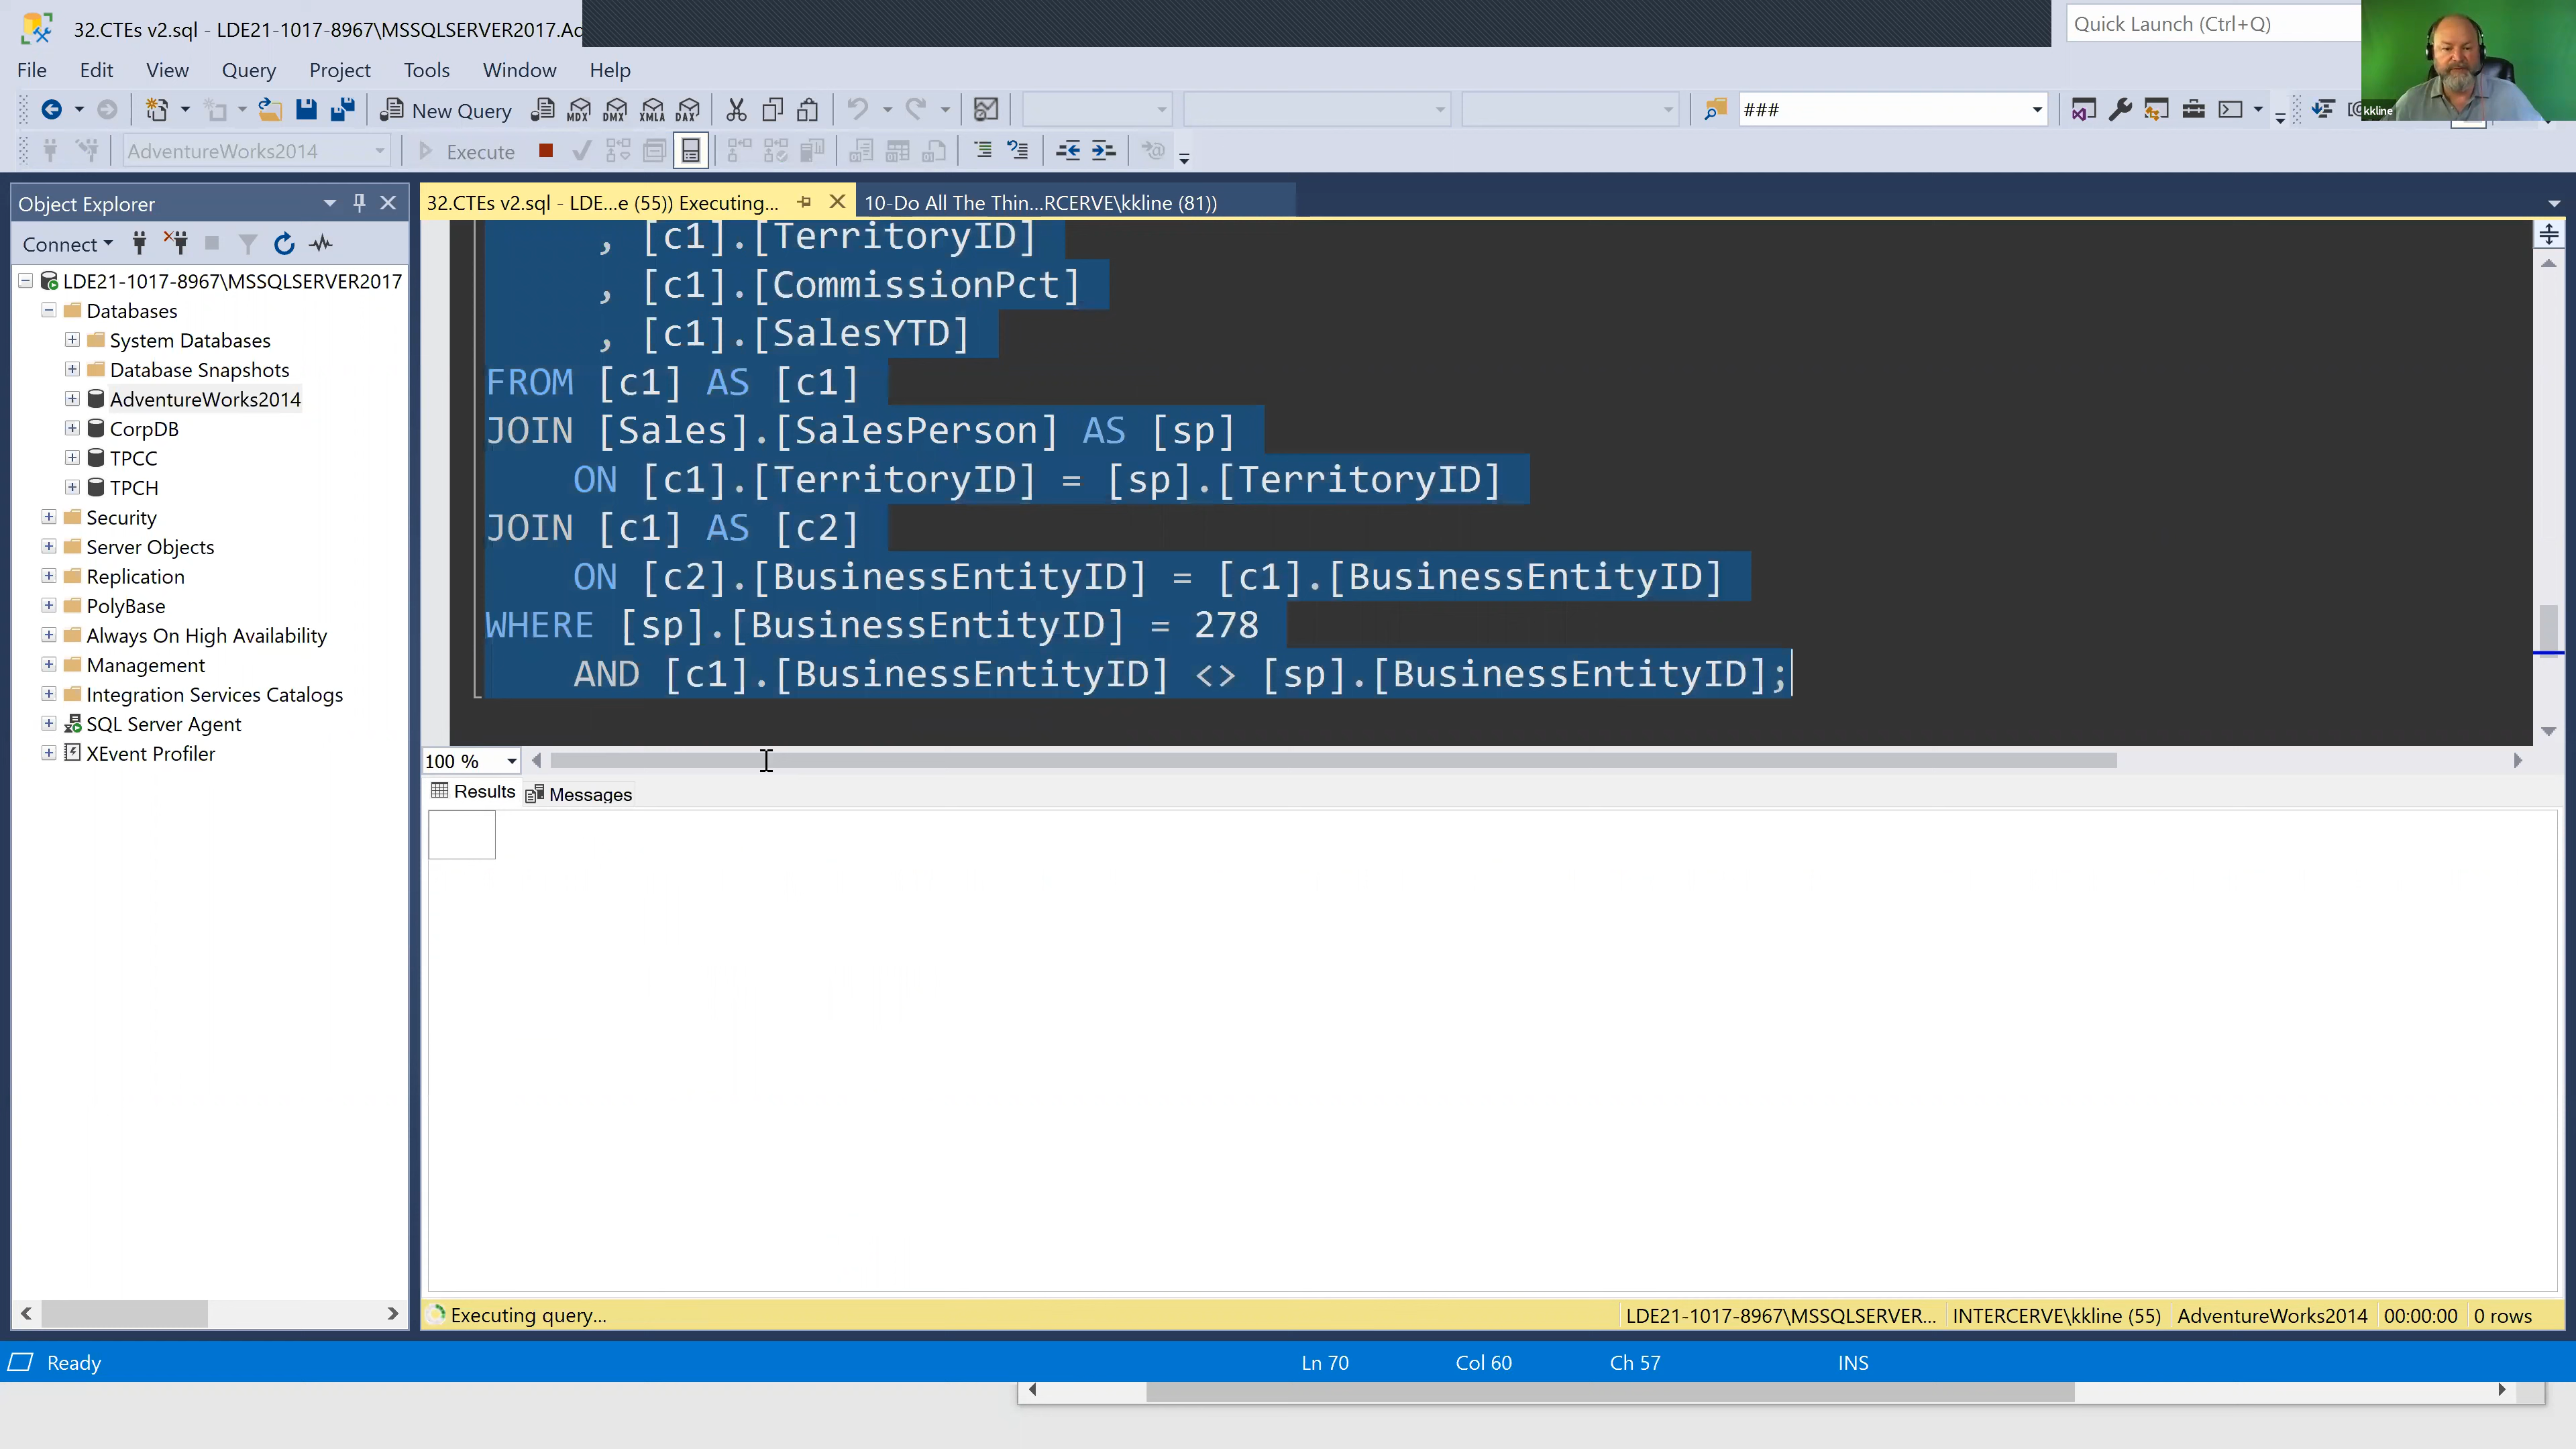 32.CTEs v2.sql - LDE21-1017-8967\MSSQLSERVER2017.Ad
Quick Launch (Ctrl+Q)
kkline
File Edit View Query Project Tools Window Help
New Query MDX DMX XMLA DAX ###
AdventureWorks2014 Execute
Object Explorer
32.CTEs v2.sql - LDE...e (55)) Executing...
10-Do All The Thin...RCERVE\kkline (81))
Connect
LDE21-1017-8967\MSSQLSERVER2017
Databases
System Databases
Database Snapshots
AdventureWorks2014
CorpDB
TPCC
TPCH
Security
Server Objects
Replication
PolyBase
Always On High Availability
Management
Integration Services Catalogs
SQL Server Agent
XEvent Profiler
, [c1].[TerritoryID]
, [c1].[CommissionPct]
, [c1].[SalesYTD]
FROM [c1] AS [c1]
JOIN [Sales].[SalesPerson] AS [sp]
ON [c1].[TerritoryID] = [sp].[TerritoryID]
JOIN [c1] AS [c2]
ON [c2].[BusinessEntityID] = [c1].[BusinessEntityID]
WHERE [sp].[BusinessEntityID] = 278
AND [c1].[BusinessEntityID] <> [sp].[BusinessEntityID];
100 %
Results Messages
Executing query... LDE21-1017-8967\MSSQLSERVER... INTERCERVE\kkline (55) AdventureWorks2014 00:00:00 0 rows
Ready Ln 70 Col 60 Ch 57 INS